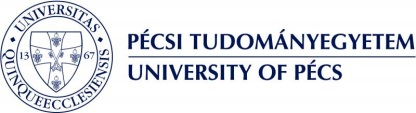 UNIVERSITAS
QUINQUEECCLESIENSIS
13 67
PÉCSI TUDOMÁNYEGYETEM
UNIVERSITY OF PÉCS